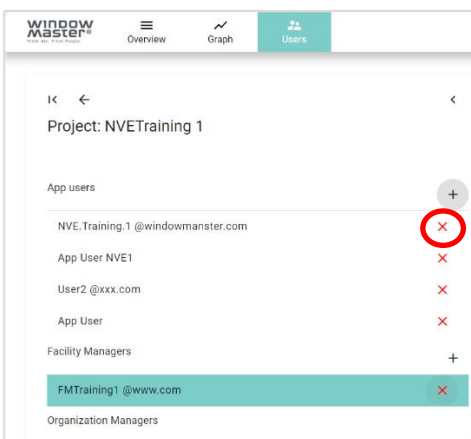 WINDOW
Master®
Fresh Air. Fresh People.
Overview
Graph
Users
Project: NVETraining 1
App users
NVE.Training.1 @windowmanster.com
App User NVE1
User2 @xxx.com
App User
Facility Managers
FMTraining1 @www.com
Organization Managers